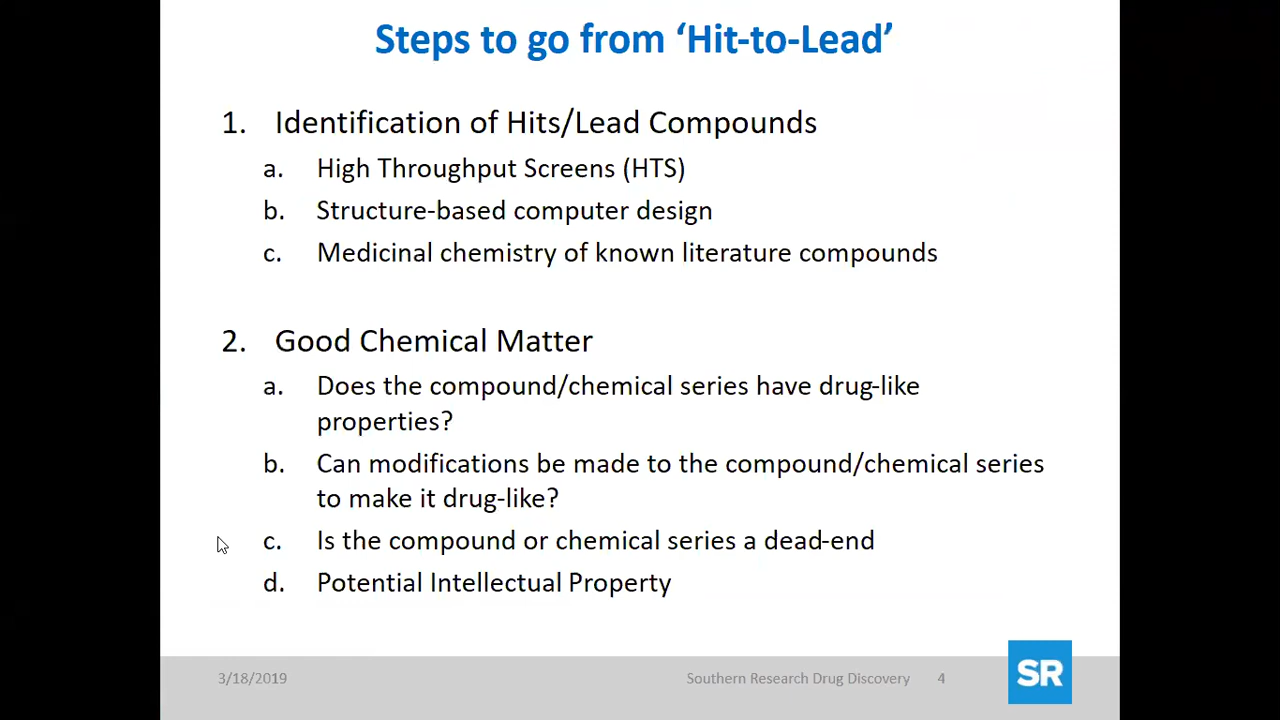 Steps to go from ‘Hit-to-Lead’
1. Identification of Hits/Lead Compounds
a. High Throughput Screens (HTS)
b. Structure-based computer design
c. Medicinal chemistry of known literature compounds
2. Good Chemical Matter
a. Does the compound/chemical series have drug-like
properties?
b. Can modifications be made to the compound/chemical series
to make it drug-like?
c. Is the compound or chemical series a dead-end
d. Potential Intellectual Property
3/18/2019 Southern Research Drug Discovery 4
SR